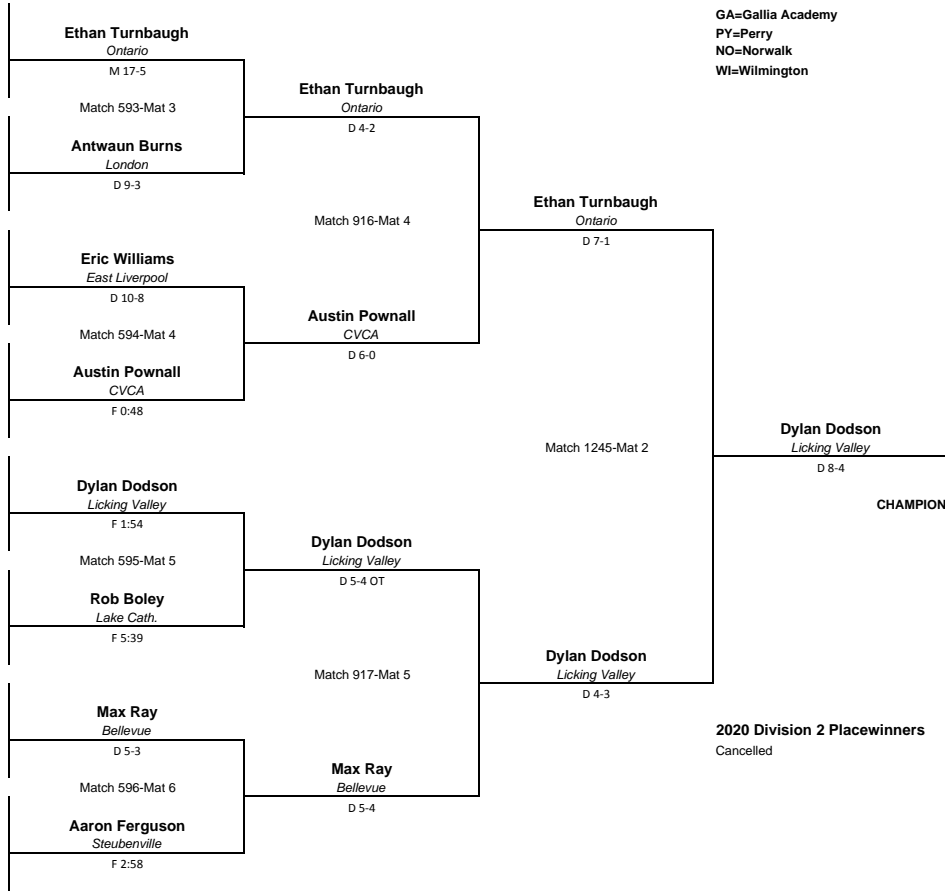 GA=Gallia Academy
PY=Perry
NO=Norwalk
WI=Wilmington
Ethan Turnbaugh
Ontario
M 17-5
Match 593-Mat 3
Antwaun Burns
London
D 9-3
Eric Williams
East Liverpool
D 10-8
Match 594-Mat 4
Austin Pownall
CVCA
F 0:48
Dylan Dodson
Licking Valley
F 1:54
Match 595-Mat 5
Rob Boley
Lake Cath.
F 5:39
Max Ray
Bellevue
D 5-3
Match 596-Mat 6
Aaron Ferguson
Steubenville
F 2:58
Ethan Turnbaugh
Ontario
D 4-2
Match 916-Mat 4
Austin Pownall
CVCA
D 6-0
Dylan Dodson
Licking Valley
D 5-4 OT
Match 917-Mat 5
Max Ray
Bellevue
D 5-4
Ethan Turnbaugh
Ontario
D 7-1
Match 1245-Mat 2
Dylan Dodson
Licking Valley
D 4-3
Dylan Dodson
Licking Valley
D 8-4
CHAMPION
2020 Division 2 Placewinners
Cancelled